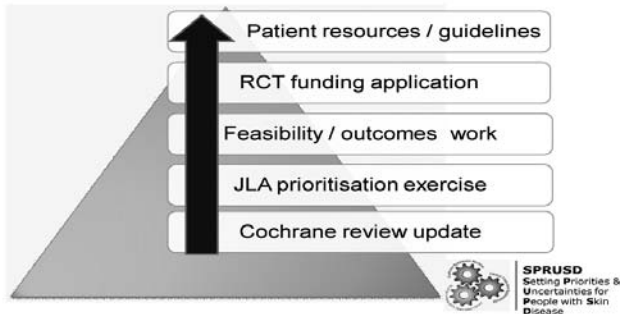 Patient resources / guidelines
RCT funding application
Feasibility / outcomes work
JLA prioritisation exercise
Cochrane review update
SPRUSD
Setting Priorities &
Uncertainties for
People with Skin
Disease